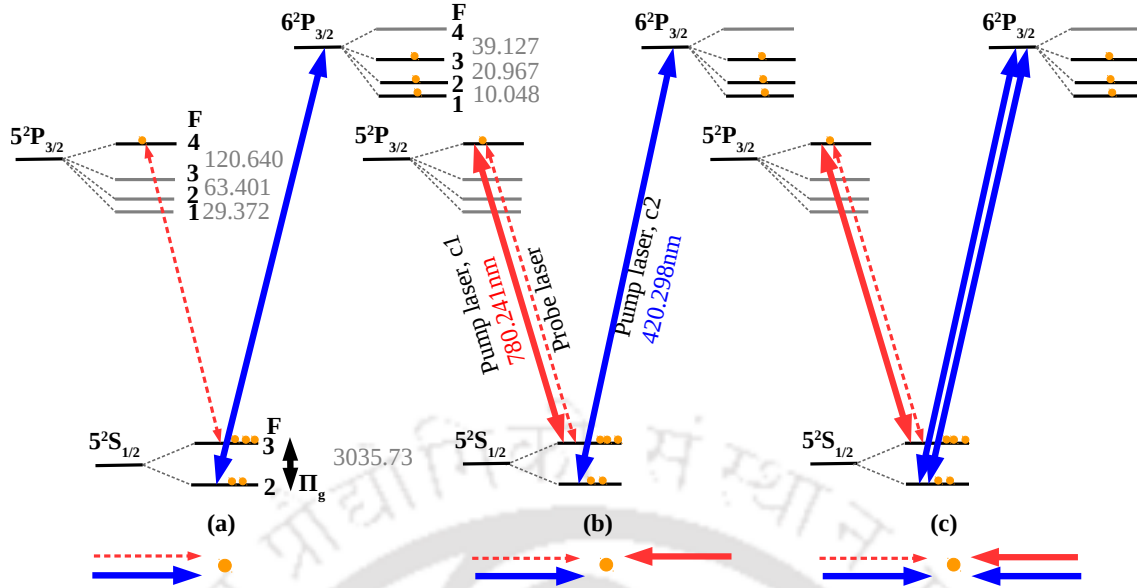 6²P₃/₂
F
4
3
2
1
39.127
20.967
10.048
5²P₃/₂
F
4
3
2
1
120.640
63.401
29.372
5²S₁/₂
F
3
2
Πg
3035.73
(a)
6²P₃/₂
5²P₃/₂
Pump laser, c1
780.241nm
Probe laser
Pump laser, c2
420.298nm
5²S₁/₂
(b)
6²P₃/₂
5²P₃/₂
5²S₁/₂
(c)